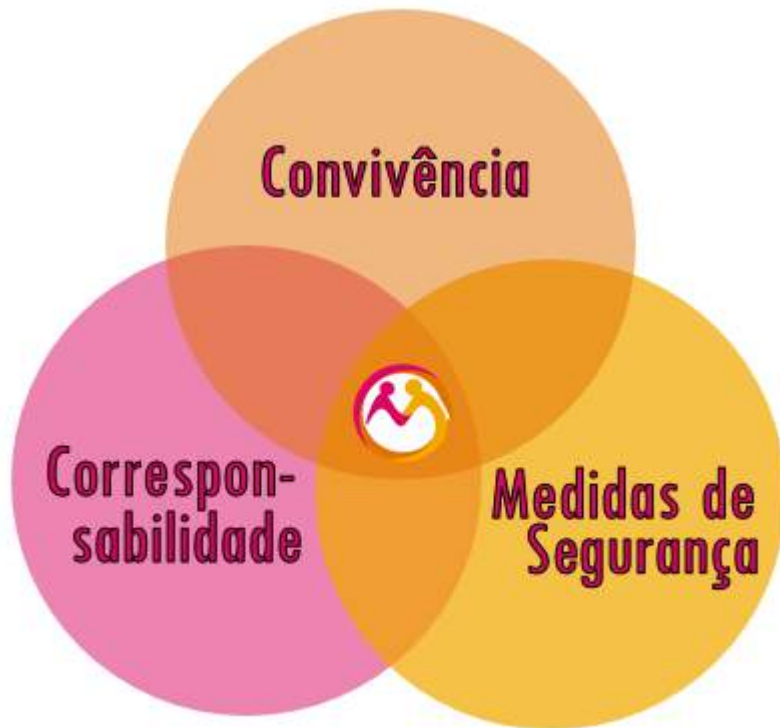 Convivência
Correspon-
sabilidade
Medidas de
Segurança